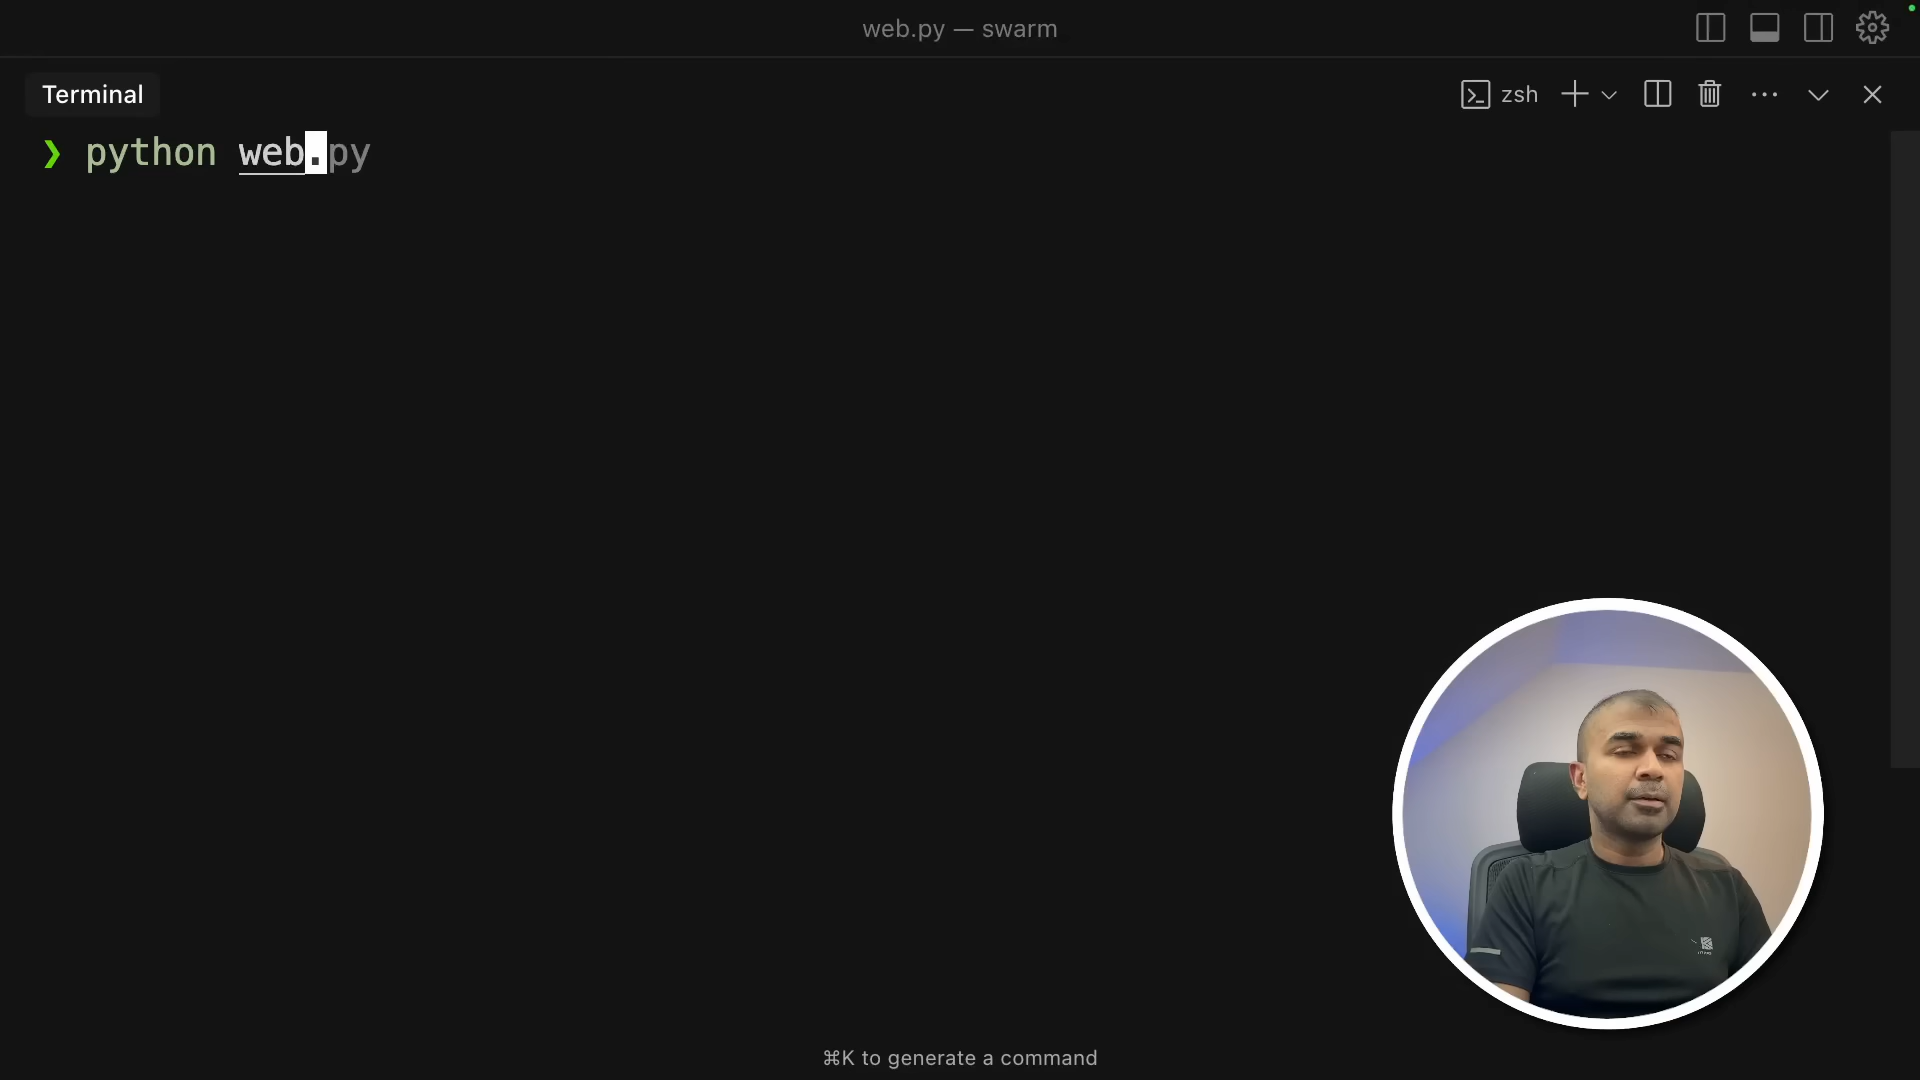 web.py — swarm
Terminal
zsh
❯ python web.py
⌘K to generate a command